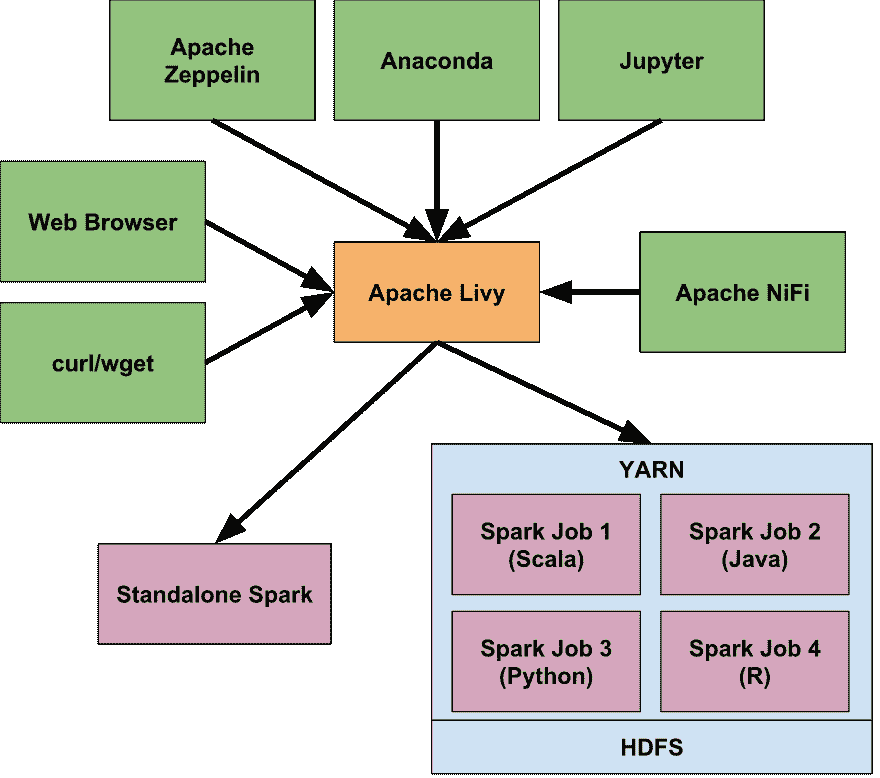 Apache
Zeppelin
Anaconda
Jupyter
Web Browser
Apache Livy
Apache NiFi
curl/wget
YARN
Spark Job 1
(Scala)
Spark Job 2
(Java)
Standalone Spark
Spark Job 3
(Python)
Spark Job 4
(R)
HDFS